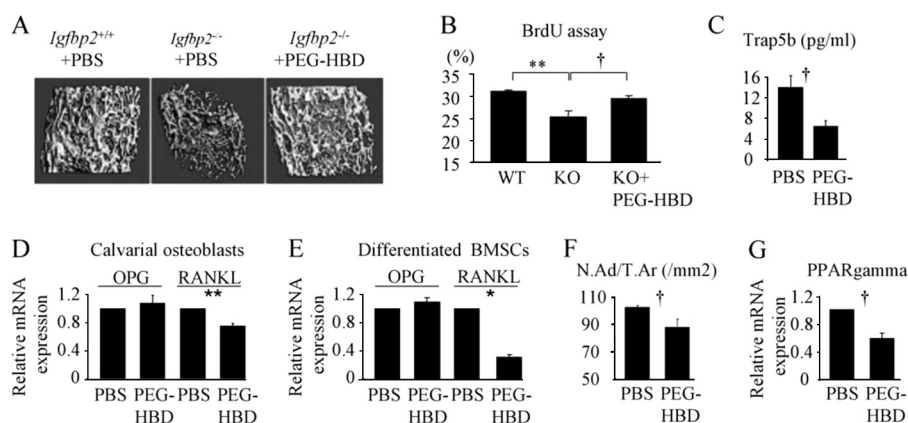 A
Igfbp2+/+
+PBS
Igfbp2-/-
+PBS
Igfbp2-/-
+PEG-HBD
B
BrdU assay
(%)
** †
31
30
25
20
15
WT KO KO+
PEG-HBD
C
Trap5b (pg/ml)
†
16
12
8
4
0
PBS PEG-
HBD
D
Calvarial osteoblasts
OPG RANKL
**
Relative mRNA
expression
1.2
0.8
0.4
0
PBS PEG- PBS PEG-
HBD HBD
E
Differentiated BMSCs
OPG RANKL
*
Relative mRNA
expression
1.2
0.8
0.4
0
PBS PEG- PBS PEG-
HBD HBD
F
N.Ad/T.Ar (/mm2)
†
110
90
70
50
PBS PEG-
HBD
G
PPARgamma
†
Relative mRNA
expression
1.2
0.8
0.4
0
PBS PEG-
HBD